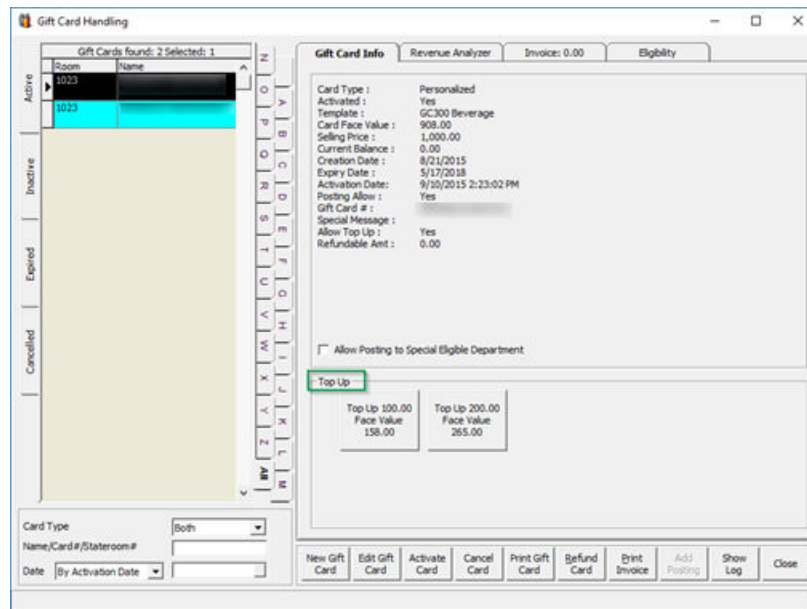 Gift Card Handling
Gift Cards found: 2 Selected: 1
Room Name
1023
1023
Active
Inactive
Expired
Cancelled
N
O
P
Q
R
S
T
U
V
W
X
Y
Z
All
A
B
C
D
E
F
G
H
I
J
K
L
M
Card Type Both
Name/Card#/Stateroom#
Date By Activation Date
Gift Card Info Revenue Analyzer Invoice: 0.00 Eligibility
Card Type : Personalized
Activated : Yes
Template : GC300 Beverage
Card Face Value : 908.00
Selling Price : 1,000.00
Current Balance : 0.00
Creation Date : 8/21/2015
Expiry Date : 5/17/2018
Activation Date: 9/10/2015 2:23:02 PM
Posting Allow : Yes
Gift Card # :
Special Message :
Allow Top Up : Yes
Refundable Amt : 0.00
Allow Posting to Special Eligible Department
Top Up
Top Up 100.00
Face Value
158.00
Top Up 200.00
Face Value
265.00
New Gift Card
Edit Gift Card
Activate Card
Cancel Card
Print Gift Card
Refund Card
Print Invoice
Add Posting
Show Log
Close